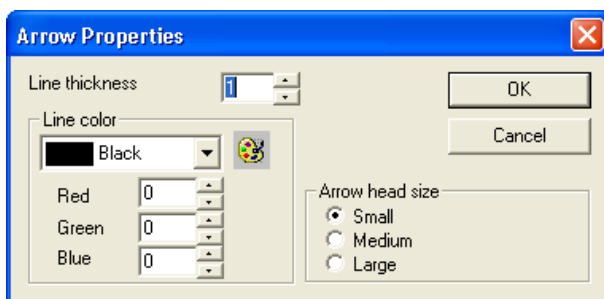 Arrow Properties
Line thickness 1
OK
Line color
Cancel
Black
Red 0
Green 0
Blue 0
Arrow head size
Small
Medium
Large